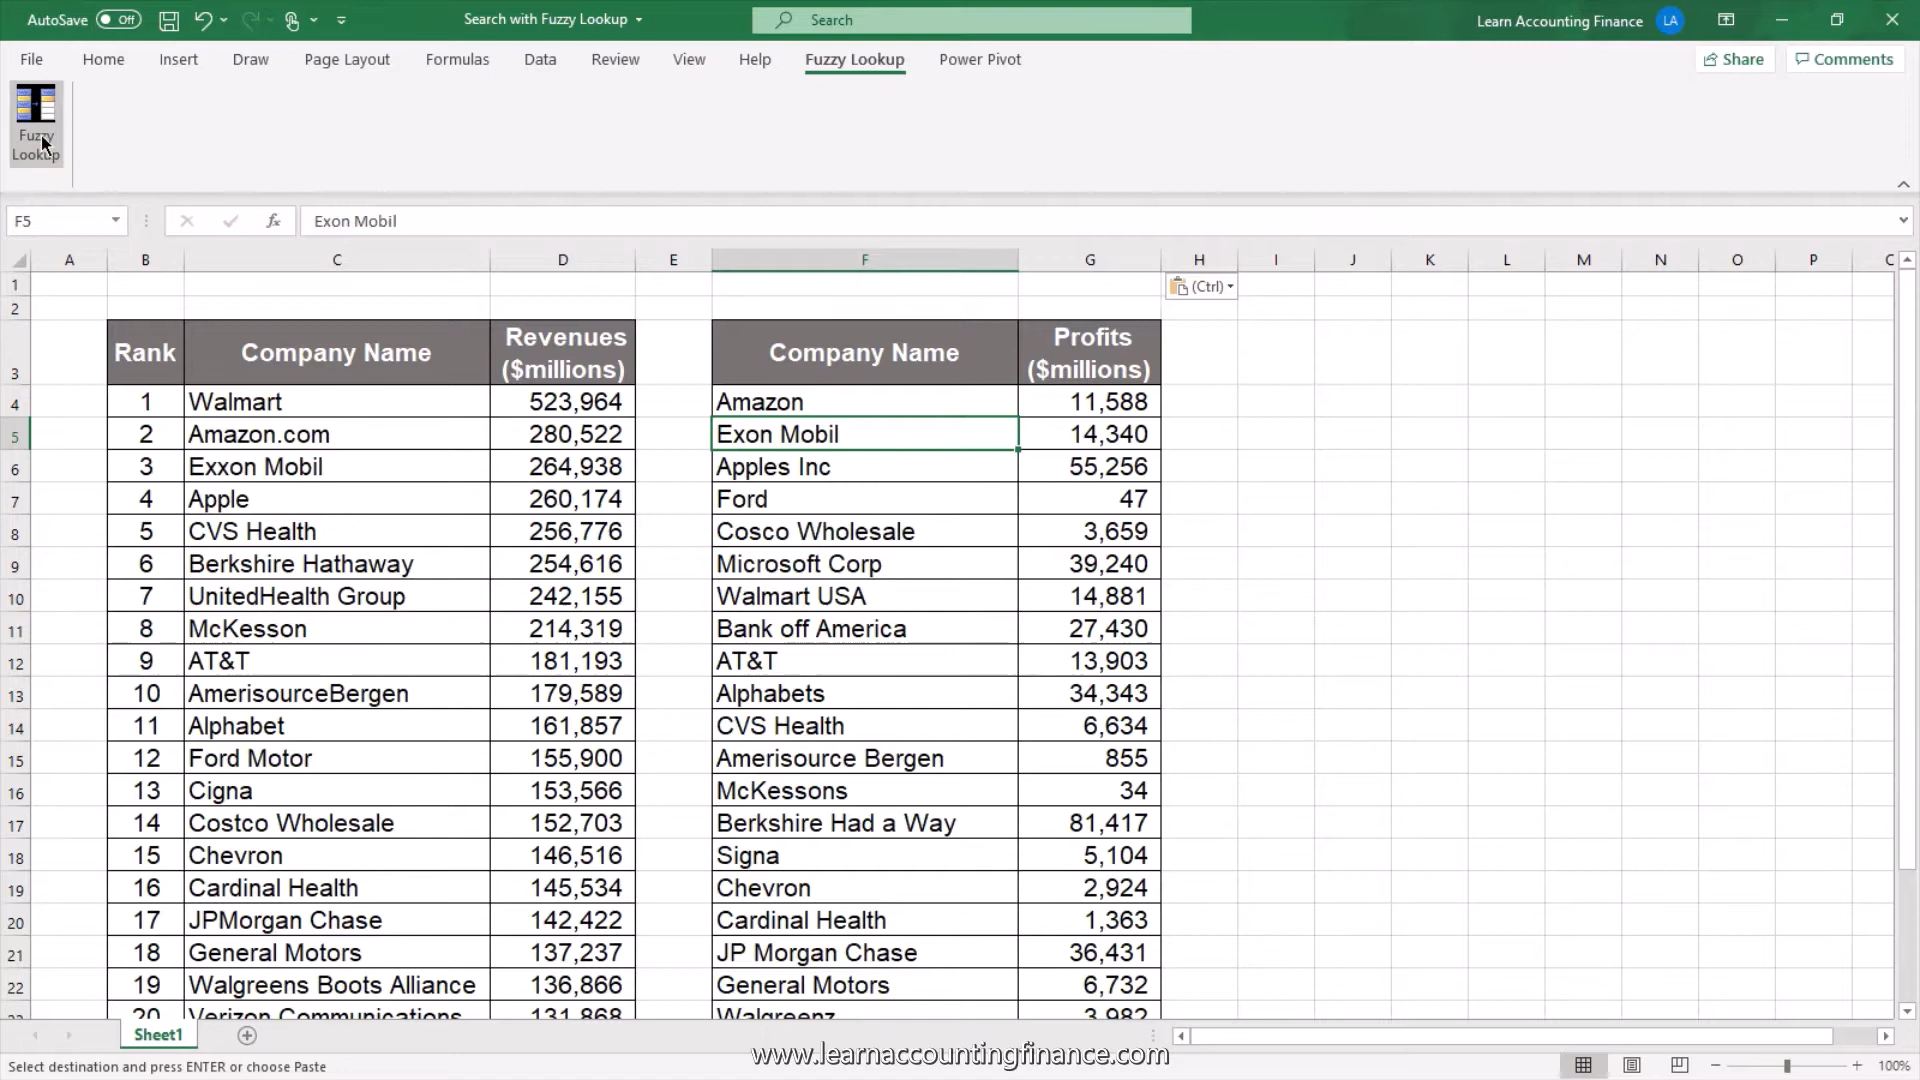 AutoSave Off Search with Fuzzy Lookup Search Learn Accounting Finance LA
File Home Insert Draw Page Layout Formulas Data Review View Help Fuzzy Lookup Power Pivot Share Comments
Fuzzy
Lookup
F5 fx Exon Mobil
A B C D E F G H I J K L M N O P
1 (Ctrl)
2
3 Rank Company Name Revenues ($millions) Company Name Profits ($millions)
4 1 Walmart 523,964 Amazon 11,588
5 2 Amazon.com 280,522 Exon Mobil 14,340
6 3 Exxon Mobil 264,938 Apples Inc 55,256
7 4 Apple 260,174 Ford 47
8 5 CVS Health 256,776 Cosco Wholesale 3,659
9 6 Berkshire Hathaway 254,616 Microsoft Corp 39,240
10 7 UnitedHealth Group 242,155 Walmart USA 14,881
11 8 McKesson 214,319 Bank off America 27,430
12 9 AT&T 181,193 AT&T 13,903
13 10 AmerisourceBergen 179,589 Alphabets 34,343
14 11 Alphabet 161,857 CVS Health 6,634
15 12 Ford Motor 155,900 Amerisource Bergen 855
16 13 Cigna 153,566 McKessons 34
17 14 Costco Wholesale 152,703 Berkshire Had a Way 81,417
18 15 Chevron 146,516 Signa 5,104
19 16 Cardinal Health 145,534 Chevron 2,924
20 17 JPMorgan Chase 142,422 Cardinal Health 1,363
21 18 General Motors 137,237 JP Morgan Chase 36,431
22 19 Walgreens Boots Alliance 136,866 General Motors 6,732
20 Verizon Communications 131,868 Walgreenz 3,982
Sheet1
www.learnaccountingfinance.com
Select destination and press ENTER or choose Paste 100%